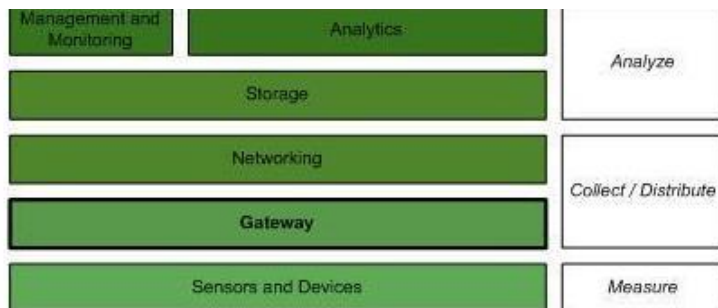 Management and
Monitoring
Analytics
Analyze
Storage
Networking
Collect / Distribute
Gateway
Sensors and Devices
Measure